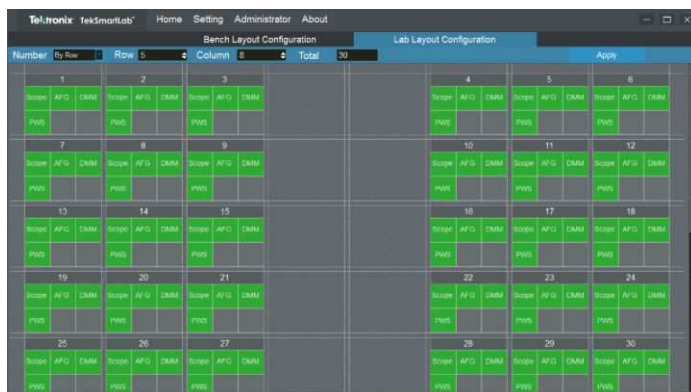 Tektronix TekSmartLab™ Home Setting Administrator About
Bench Layout Configuration Lab Layout Configuration
Number By Row Row 5 Column 8 Total 30 Apply
1 2 3 4 5 6
Scope AFG DMM Scope AFG DMM Scope AFG DMM Scope AFG DMM Scope AFG DMM Scope AFG DMM
PWS PWS PWS PWS PWS PWS
7 8 9 10 11 12
Scope AFG DMM Scope AFG DMM Scope AFG DMM Scope AFG DMM Scope AFG DMM Scope AFG DMM
PWS PWS PWS PWS PWS PWS
13 14 15 16 17 18
Scope AFG DMM Scope AFG DMM Scope AFG DMM Scope AFG DMM Scope AFG DMM Scope AFG DMM
PWS PWS PWS PWS PWS PWS
19 20 21 22 23 24
Scope AFG DMM Scope AFG DMM Scope AFG DMM Scope AFG DMM Scope AFG DMM Scope AFG DMM
PWS PWS PWS PWS PWS PWS
25 26 27 28 29 30
Scope AFG DMM Scope AFG DMM Scope AFG DMM Scope AFG DMM Scope AFG DMM Scope AFG DMM
PWS PWS PWS PWS PWS PWS